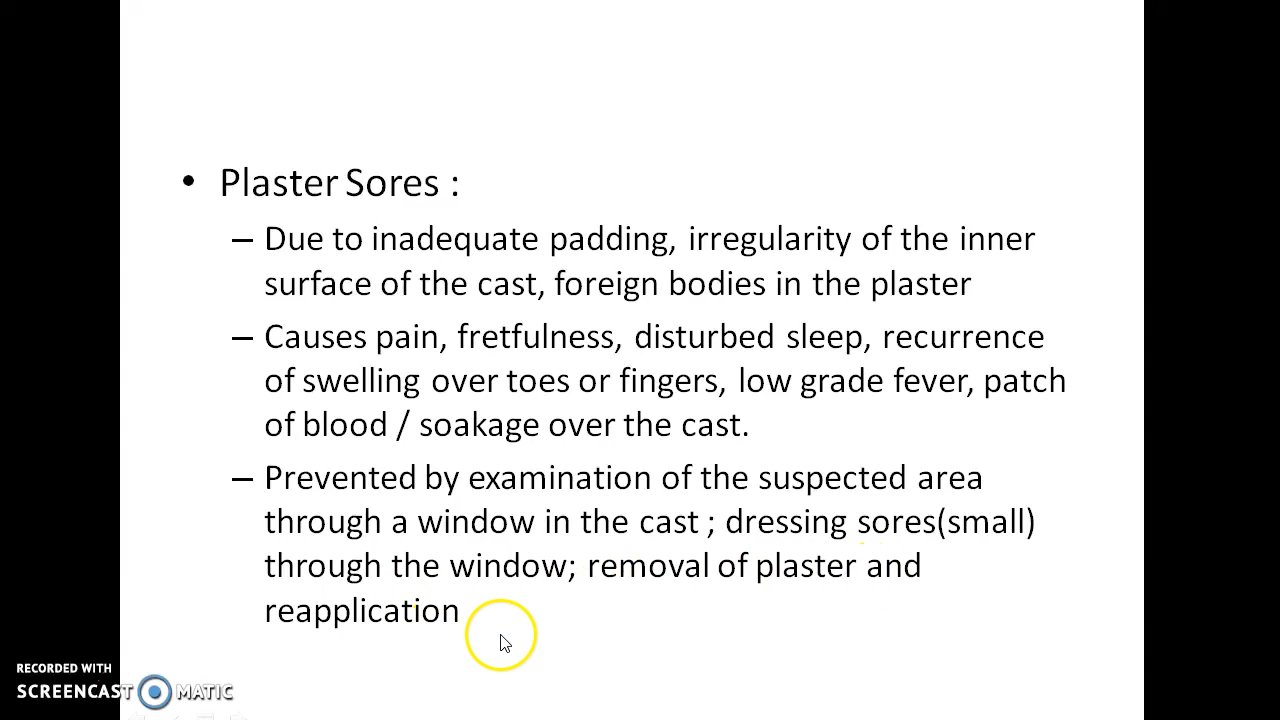 • Plaster Sores :
– Due to inadequate padding, irregularity of the inner
surface of the cast, foreign bodies in the plaster
– Causes pain, fretfulness, disturbed sleep, recurrence
of swelling over toes or fingers, low grade fever, patch
of blood / soakage over the cast.
– Prevented by examination of the suspected area
through a window in the cast ; dressing sores(small)
through the window; removal of plaster and
reapplication
RECORDED WITH
SCREENCAST MATIC